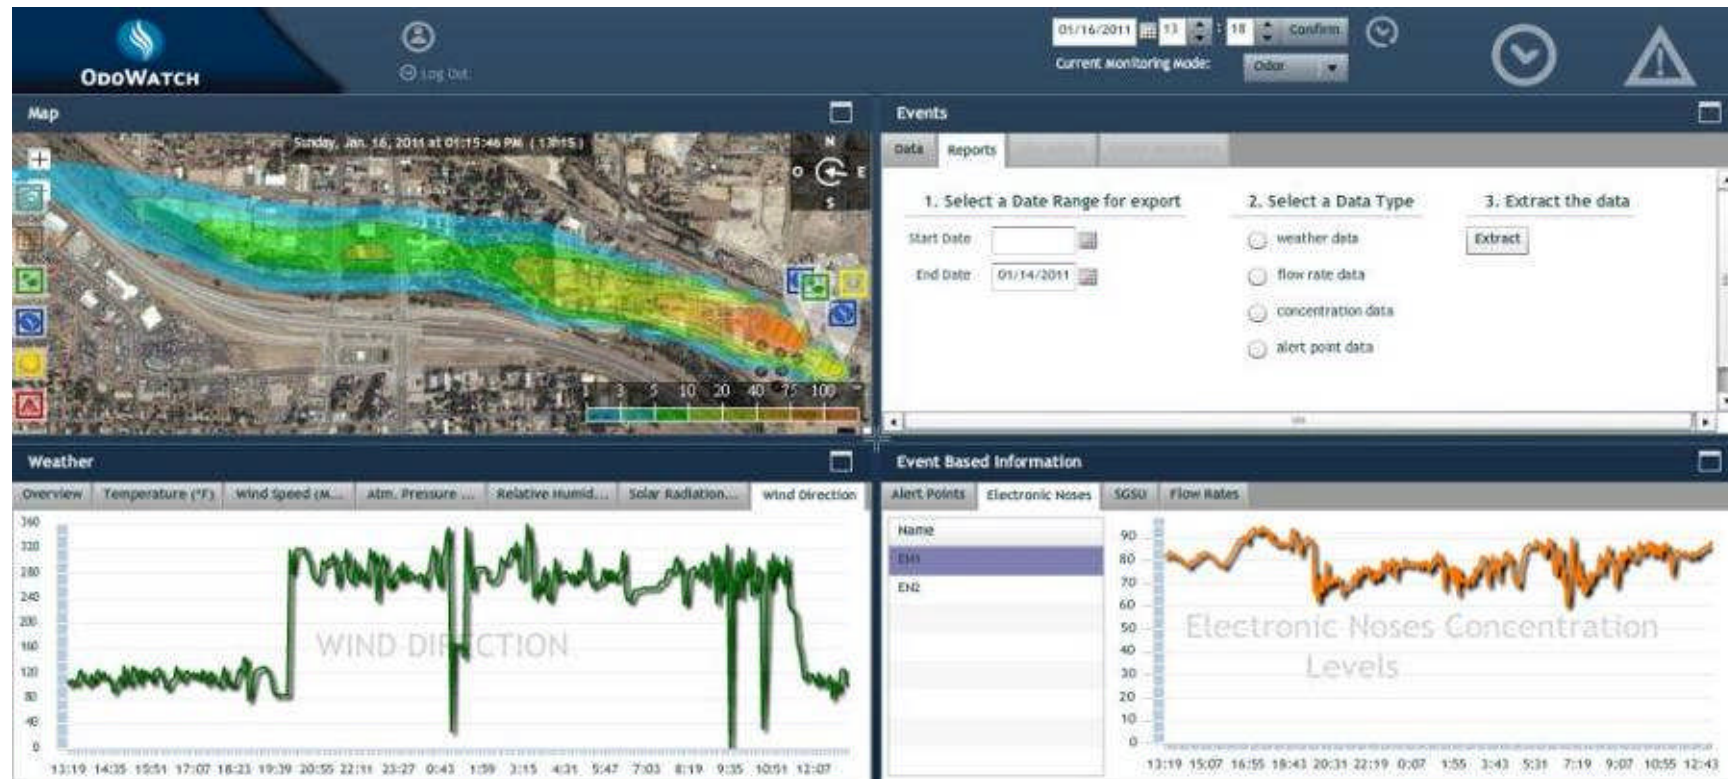 ODOWATCH
Log Out
01/16/2011 13 : 18 Confirm
Current Monitoring Mode: Odor
Map
Sunday, Jan. 16, 2011 at 01:15:46 PM ( 13h15 )
N
O E
S
1 3 5 10 20 40 75 100
Events
Data Reports
1. Select a Date Range for export
Start Date
End Date 01/14/2011
2. Select a Data Type
weather data
flow rate data
concentration data
alert point data
3. Extract the data
Extract
Weather
Overview Temperature (°F) Wind Speed (M... Atm. Pressure ... Relative Humid... Solar Radiation... Wind Direction
360
320
280
240
200
160
120
80
40
0
WIND DIRECTION
13:19 14:35 15:51 17:07 18:23 19:39 20:55 22:11 23:27 0:43 1:59 3:15 4:31 5:47 7:03 8:19 9:35 10:51 12:07
Event Based Information
Alert Points Electronic Noses SGSU Flow Rates
Name
EN1
EN2
90
80
70
60
50
40
30
20
10
0
Electronic Noses Concentration
Levels
13:19 15:07 16:55 18:43 20:31 22:19 0:07 1:55 3:43 5:31 7:19 9:07 10:55 12:43